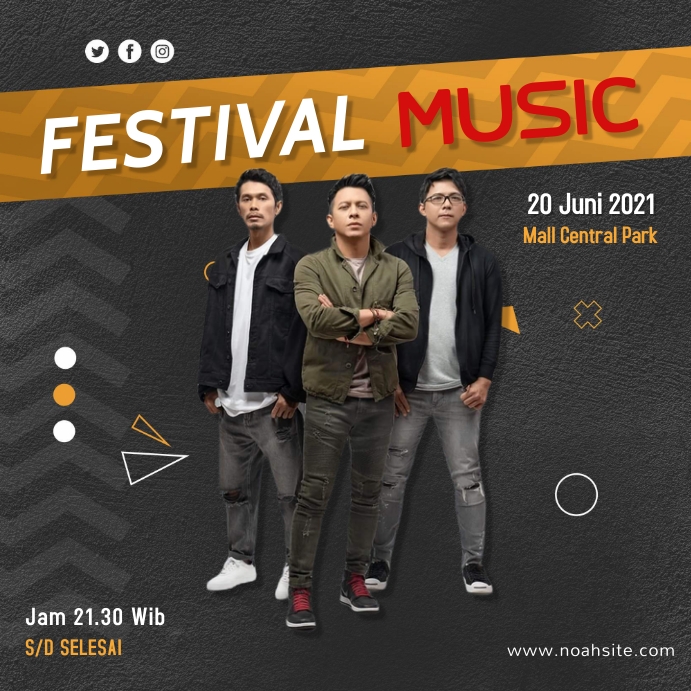 FESTIVAL MUSIC
20 Juni 2021
Mall Central Park
Jam 21.30 Wib
S/D SELESAI
www.noahsite.com